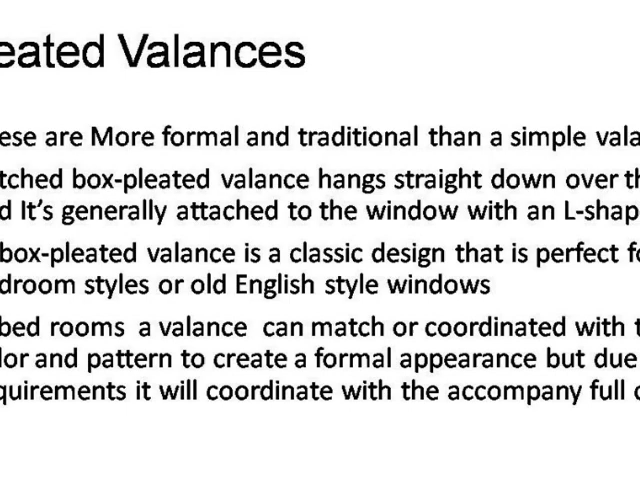 eated Valances
ese are More formal and traditional than a simple vala
tched box-pleated valance hangs straight down over th
d It's generally attached to the window with an L-shap
box-pleated valance is a classic design that is perfect fo
droom styles or old English style windows
bed rooms a valance can match or coordinated with t
lor and pattern to create a formal appearance but due
quirements it will coordinate with the accompany full c